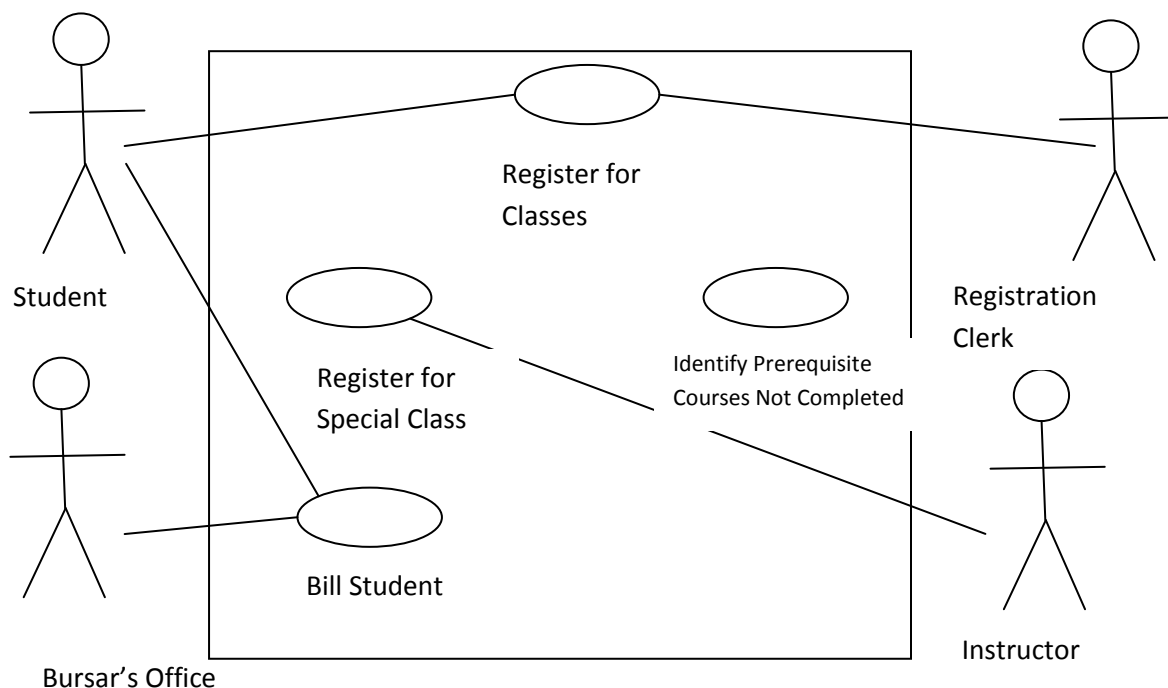 Register for
Classes
Student
Registration
Clerk
Register for
Special Class
Identify Prerequisite
Courses Not Completed
Bill Student
Instructor
Bursar’s Office